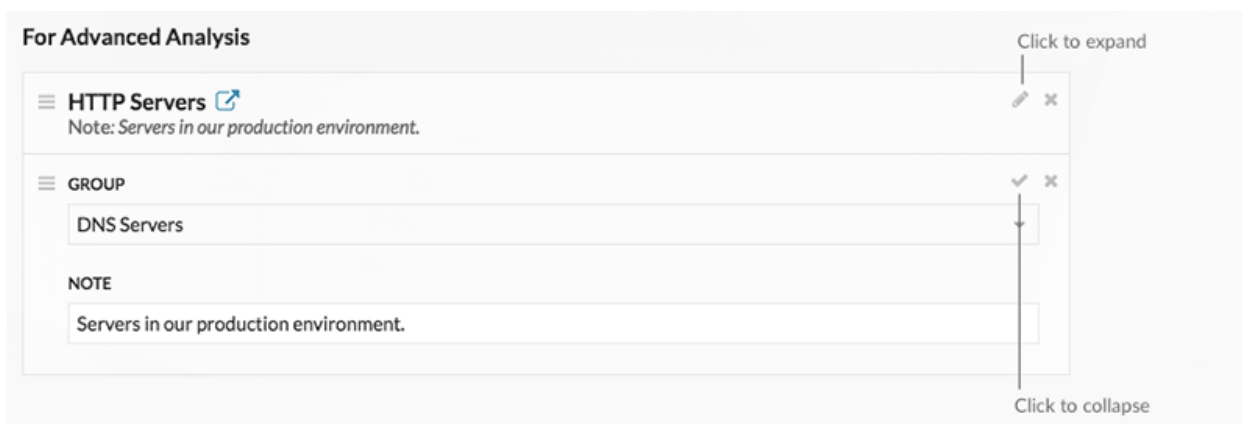 For Advanced Analysis
Click to expand
HTTP Servers
Note: Servers in our production environment.
GROUP
DNS Servers
NOTE
Servers in our production environment.
Click to collapse